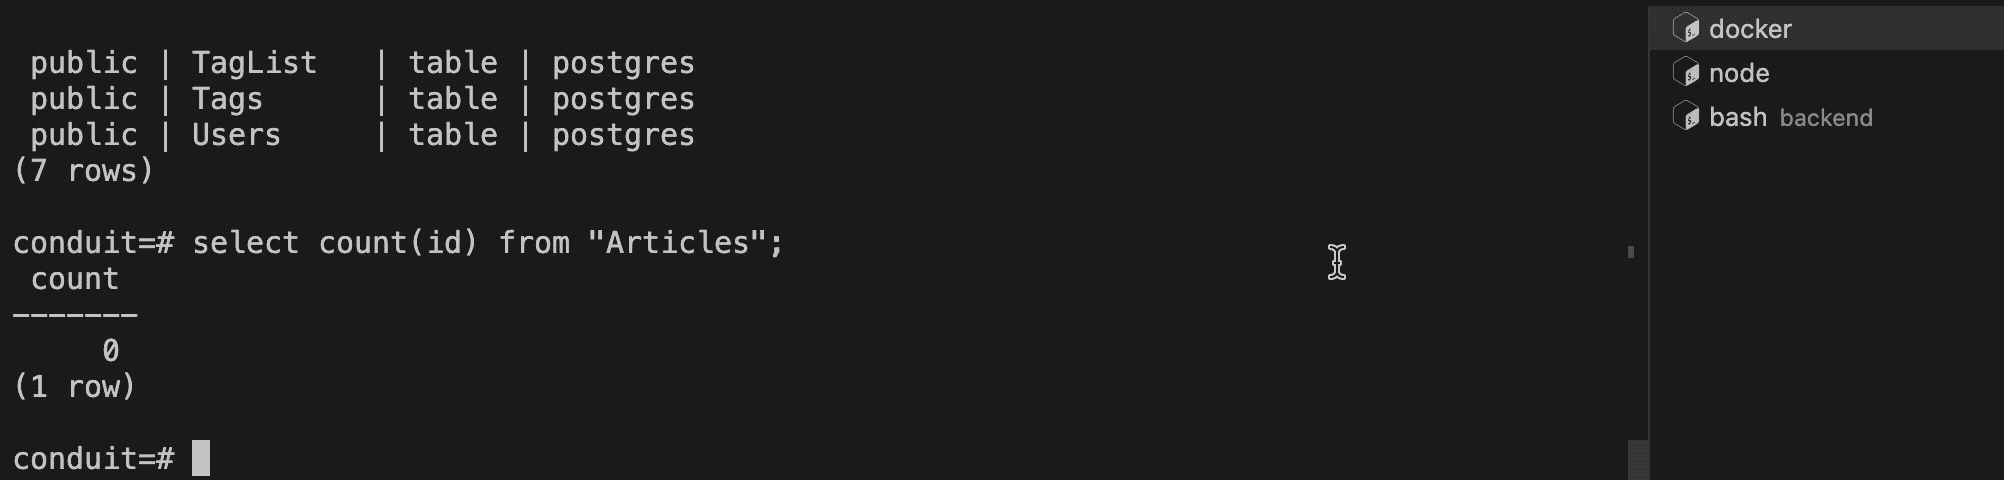 public | TagList | table | postgres
public | Tags | table | postgres
public | Users | table | postgres
(7 rows)
conduit=# select count(id) from "Articles";
count
-------
0
(1 row)
conduit=#
docker
node
bash backend